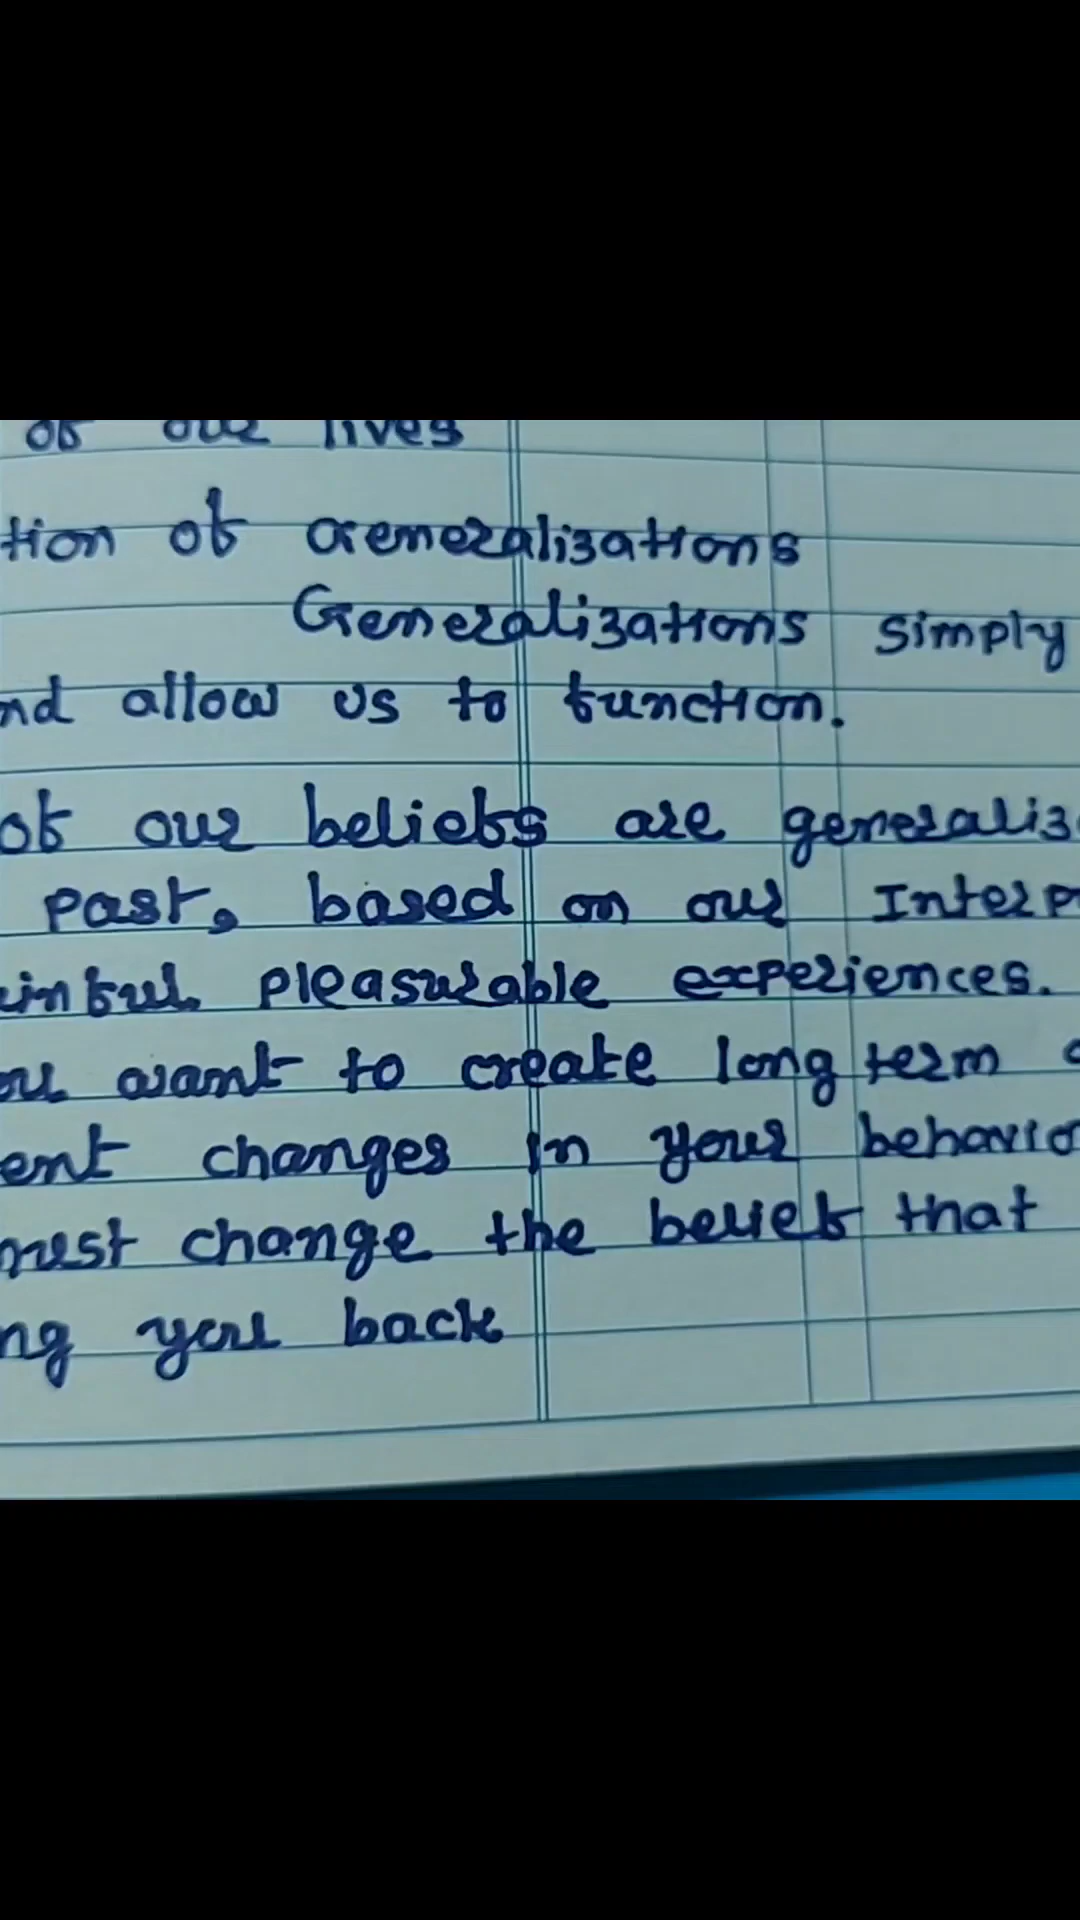 of our lives
tion of Generalizations
Generalizations simply
nd allow us to function.
of our beliefs are generaliz
past, based on our Interp
inful pleasurable experiences.
ou want to create long term
ent changes In your behavio
must change the belief that
ng you back